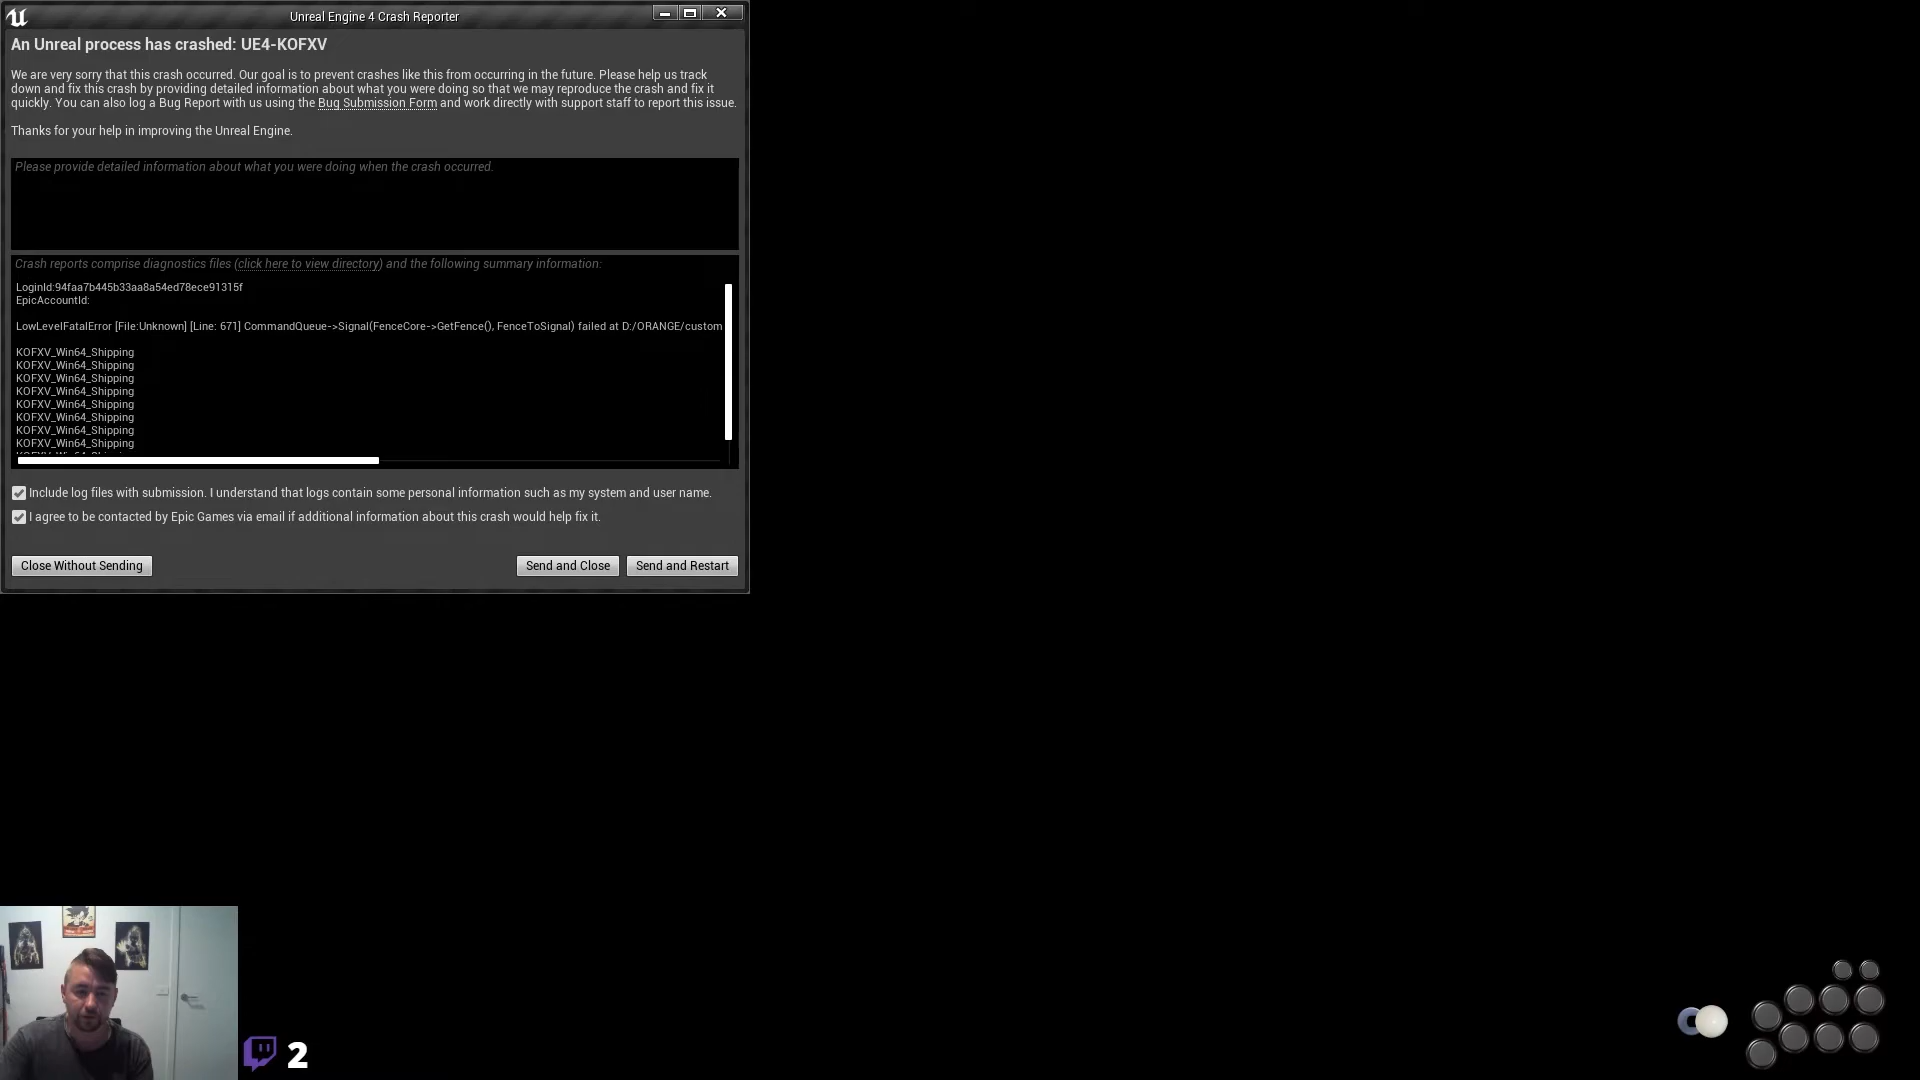 Unreal Engine 4 Crash Reporter
An Unreal process has crashed: UE4-KOFXV
We are very sorry that this crash occurred. Our goal is to prevent crashes like this from occurring in the future. Please help us track
down and fix this crash by providing detailed information about what you were doing so that we may reproduce the crash and fix it
quickly. You can also log a Bug Report with us using the Bug Submission Form and work directly with support staff to report this issue.
Thanks for your help in improving the Unreal Engine.
Please provide detailed information about what you were doing when the crash occurred.
Crash reports comprise diagnostics files (click here to view directory) and the following summary information:
LoginId:94faa7b445b33aa8a54ed78ece91315f
EpicAccountId:
LowLevelFatalError [File:Unknown] [Line: 671] CommandQueue->Signal(FenceCore->GetFence(), FenceToSignal) failed at D:/ORANGE/custom
KOFXV_Win64_Shipping
KOFXV_Win64_Shipping
KOFXV_Win64_Shipping
KOFXV_Win64_Shipping
KOFXV_Win64_Shipping
KOFXV_Win64_Shipping
KOFXV_Win64_Shipping
KOFXV_Win64_Shipping
Include log files with submission. I understand that logs contain some personal information such as my system and user name.
I agree to be contacted by Epic Games via email if additional information about this crash would help fix it.
Close Without Sending
Send and Close
Send and Restart
2